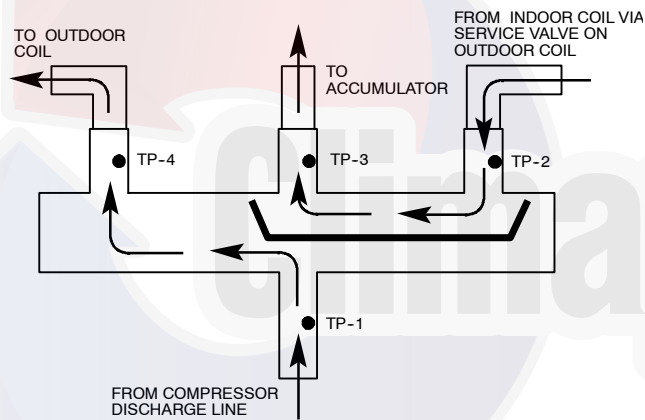 TO OUTDOOR
COIL
TO
ACCUMULATOR
FROM INDOOR COIL VIA
SERVICE VALVE ON
OUTDOOR COIL
TP-4
TP-3
TP-2
TP-1
FROM COMPRESSOR
DISCHARGE LINE
Clima